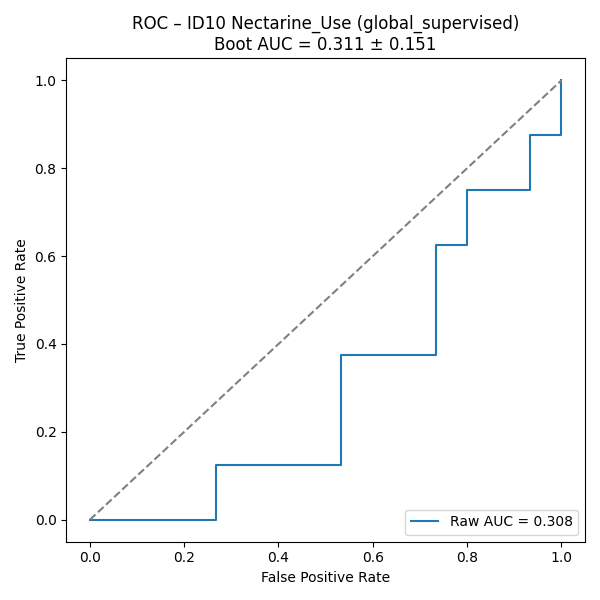 ROC – ID10 Nectarine_Use (global_supervised)
Boot AUC = 0.311 ± 0.151
1.0
0.8
0.6
0.4
0.2
0.0
True Positive Rate
Raw AUC = 0.308
0.0 0.2 0.4 0.6 0.8 1.0
False Positive Rate